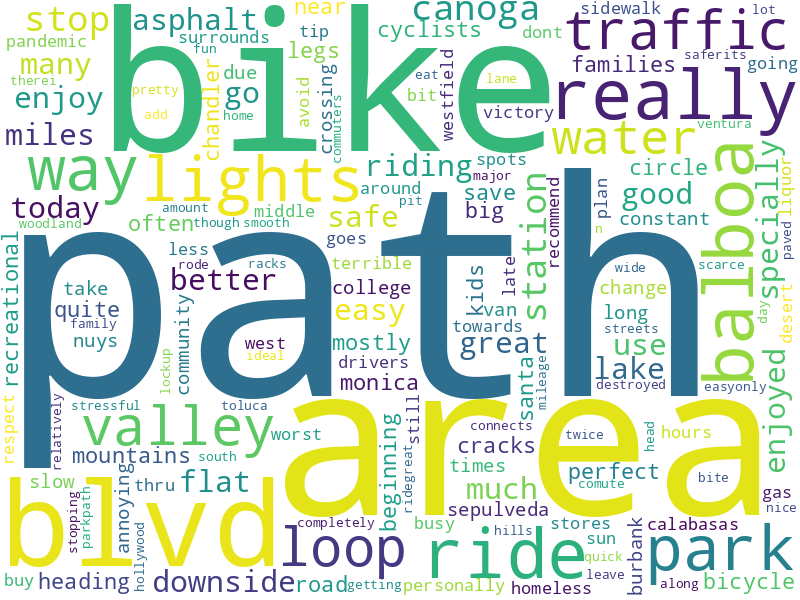 stop
asphalt
bike
canoga
sidewalk
lot
near
tip
traffic
pandemic
surrounds
cyclists
dont
saferits
going
many
fun
legs
families
therei
due
eat
lane
really
enjoy
pretty
go
home
bit
avoid
crossing
commuters
westfield
victory
add
chandler
miles
water
ventura
way
lights
riding
spots
circle
balboa
specially
liquor
around
major
save
station
recommend
plan
good
paved
today
amount
pit
big
constant
woodland
often
though
smooth
middle
safe
n
path
recreational
less
goes
terrible
late
wide
scarce
desert
rode
racks
better
college
kids
change
take
quite
easy
van
towards
long
day
family
nuys
community
west
mostly
great
streets
use
ideal
drivers
lake
lockup
monica
santa
mileager
destroyed
easyonly
enjoyed
respect
relatively
stressful
toluca
area
valley
worst
beginning
still
connects
twice
head
hours
mountains
south
cracks
ridegreat
slow
thru
flat
times
perfect
bite
stopping
parkpath
annoying
much
comute
gas
nice
blvd
hollywood
completely
sepulveda
loop
busy
stores
calabasas
hills
sun
burbank
ride
quick
park
buy
heading
downside
road
getting
personally
homeless
leave
along
bicycle